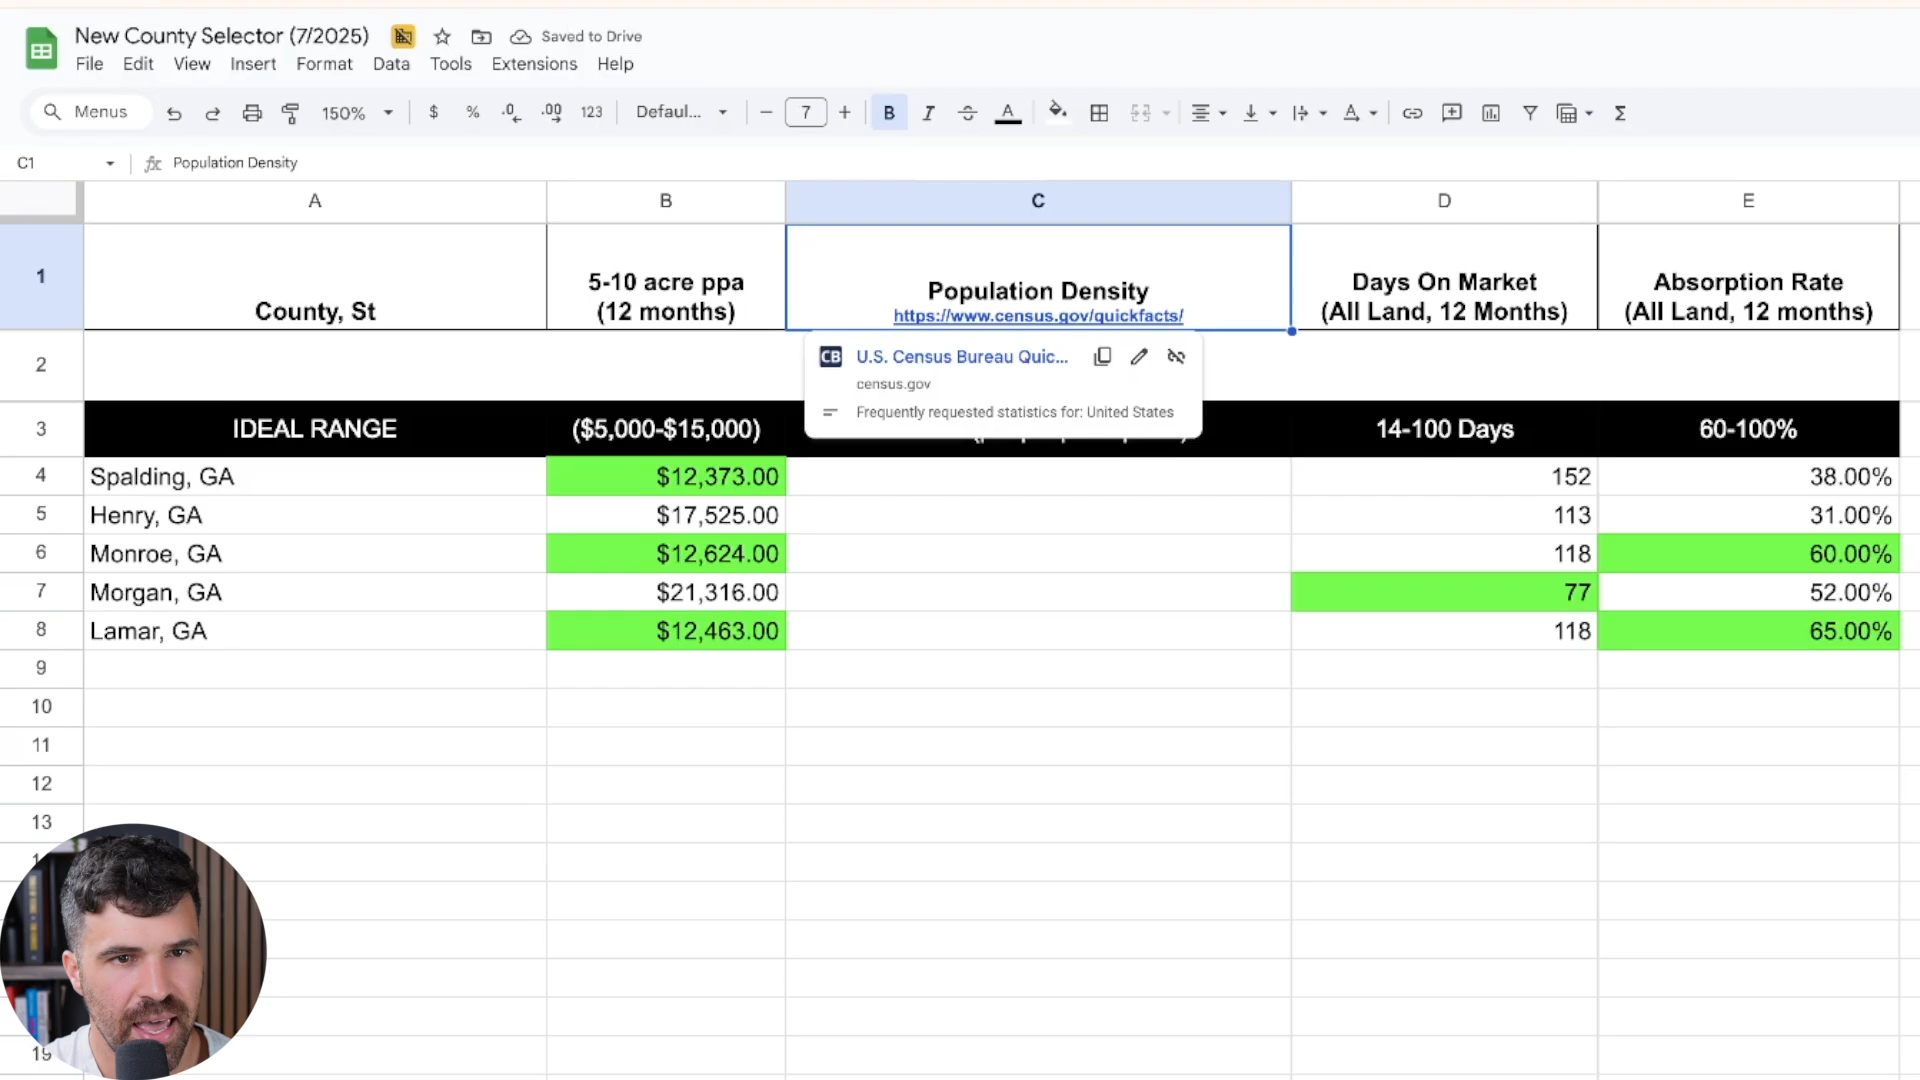 New County Selector (7/2025) Saved to Drive
File Edit View Insert Format Data Tools Extensions Help
Menus 150% $ % .0 .00 123 Defaul... 7 B I A Σ
C1 fx Population Density
A B C D E
1 County, St 5-10 acre ppa (12 months) Population Density https://www.census.gov/quickfacts/ Days On Market (All Land, 12 Months) Absorption Rate (All Land, 12 months)
2
CB U.S. Census Bureau Quic...
census.gov
Frequently requested statistics for: United States
3 IDEAL RANGE ($5,000-$15,000) 14-100 Days 60-100%
4 Spalding, GA $12,373.00 152 38.00%
5 Henry, GA $17,525.00 113 31.00%
6 Monroe, GA $12,624.00 118 60.00%
7 Morgan, GA $21,316.00 77 52.00%
8 Lamar, GA $12,463.00 118 65.00%
9
10
11
12
13
19